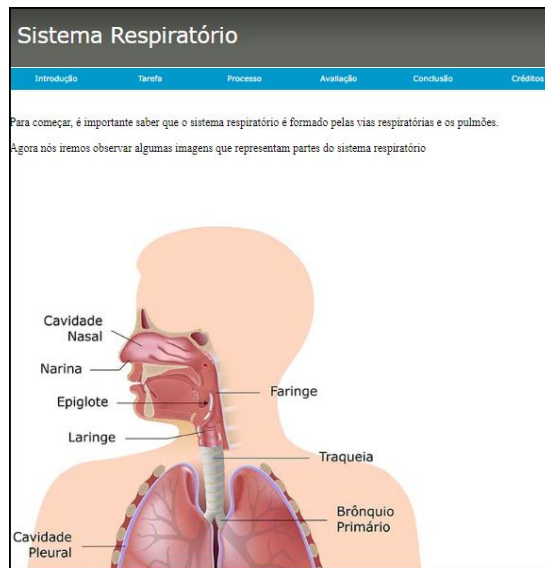 Sistema Respiratório
Introdução Tarefa Processo Avaliação Conclusão Créditos
Para começar, é importante saber que o sistema respiratório é formado pelas vias respiratórias e os pulmões.
Agora nós iremos observar algumas imagens que representam partes do sistema respiratório
Cavidade
Nasal
Narina
Faringe
Epiglote
Laringe
Traqueia
Brônquio
Primário
Cavidade
Pleural